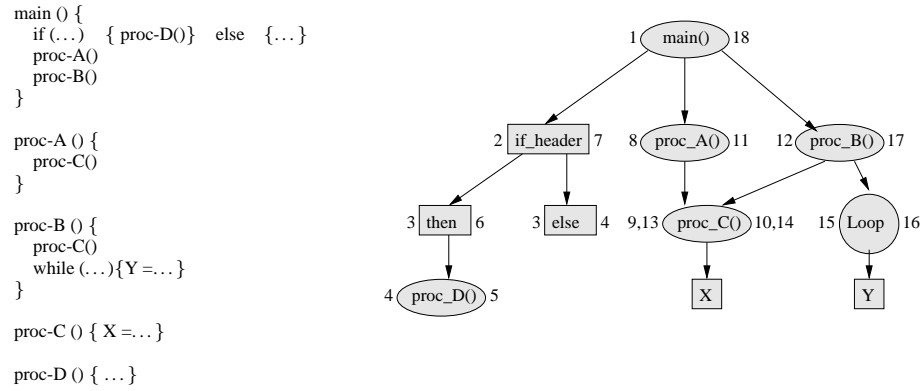 main () {
if (...) { proc-D()} else {...}
proc-A()
proc-B()
}
proc-A () {
proc-C()
}
proc-B () {
proc-C()
while (...){Y =...}
}
proc-C () { X =... }
proc-D () { ... }
1 main() 18
2 if_header 7
8 proc_A() 11
12 proc_B() 17
3 then 6
3 else 4
9,13 proc_C() 10,14
15 Loop 16
4 proc_D() 5
X
Y